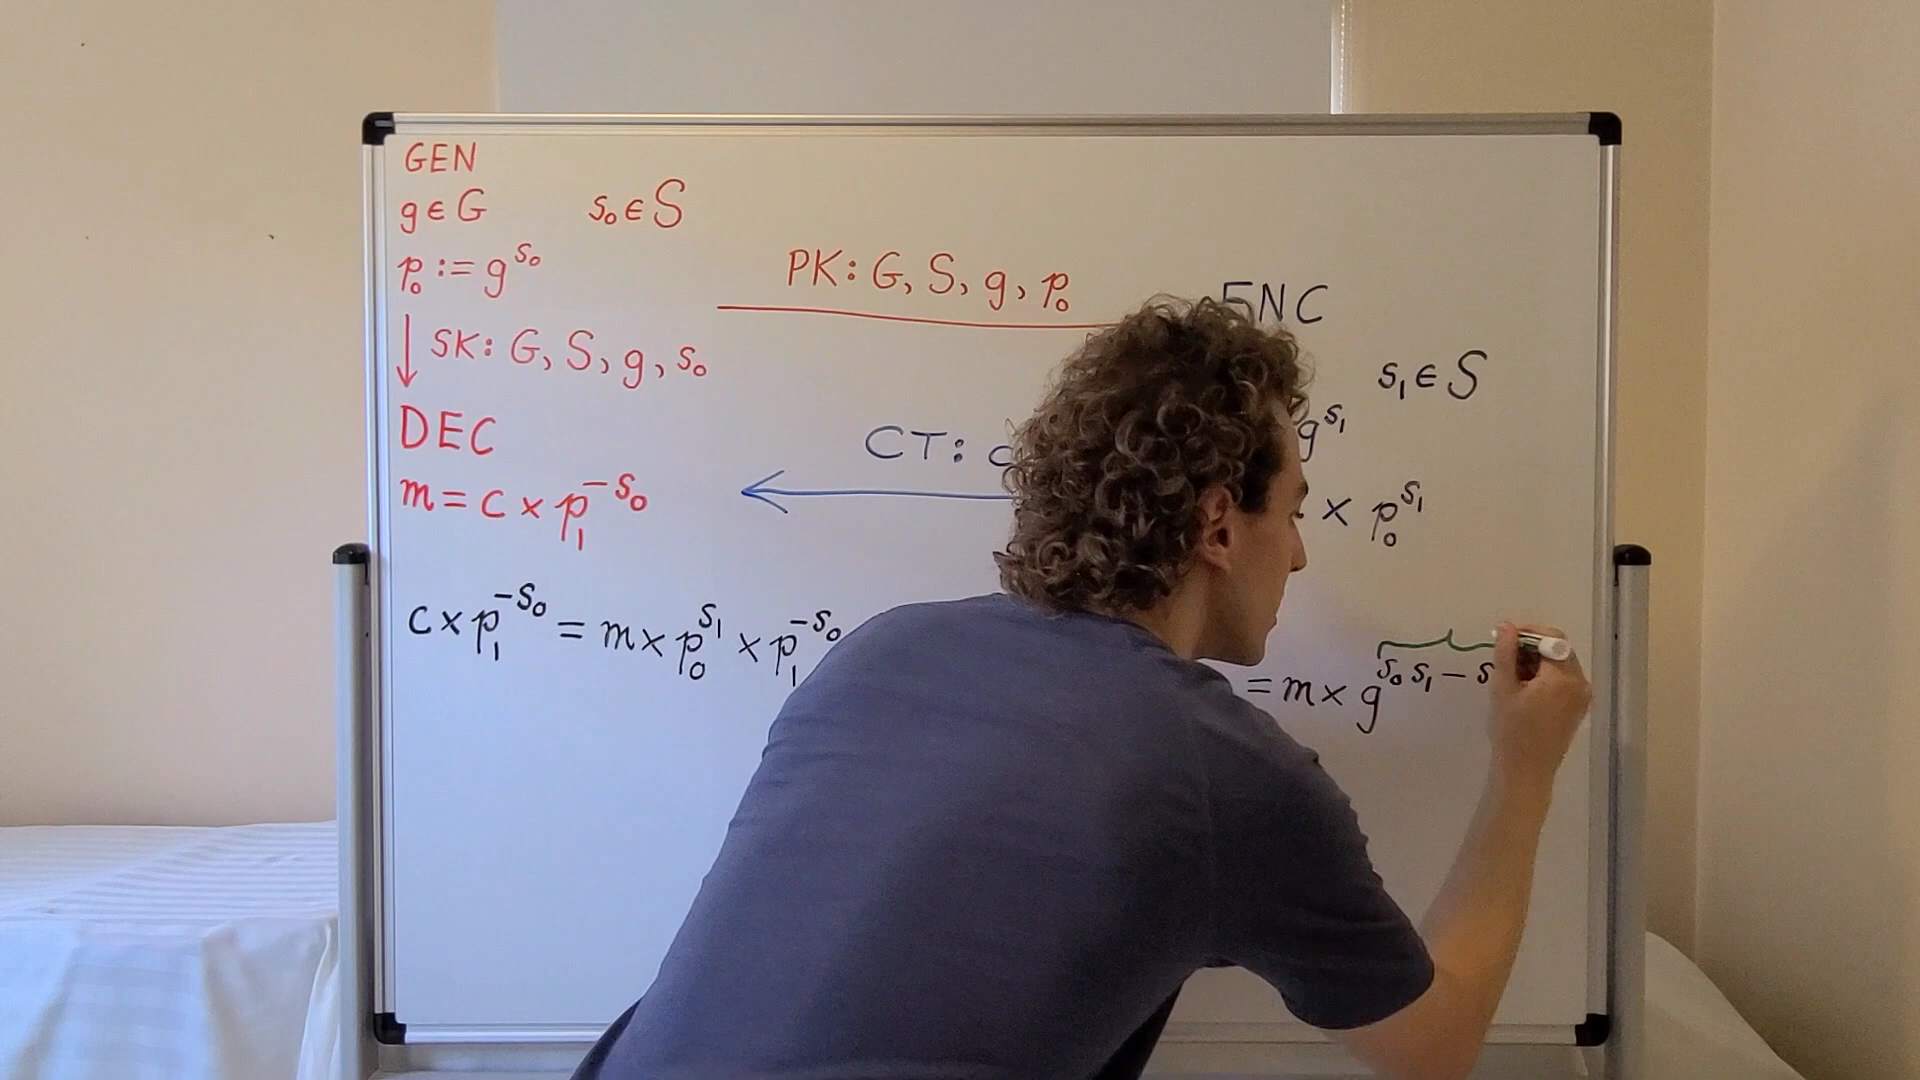 GEN
g ∈ G s₀ ∈ S
p₀ := g^s₀
PK: G, S, g, p₀
SK: G, S, g, s₀
ENC
s₁ ∈ S
g^s₁
DEC
CT: c
m = c × p₁^-s₀
× p₀^s₁
c × p₁^-s₀ = m × p₀^s₁ × p₁^-s₀
= m × g^s₀s₁ - s